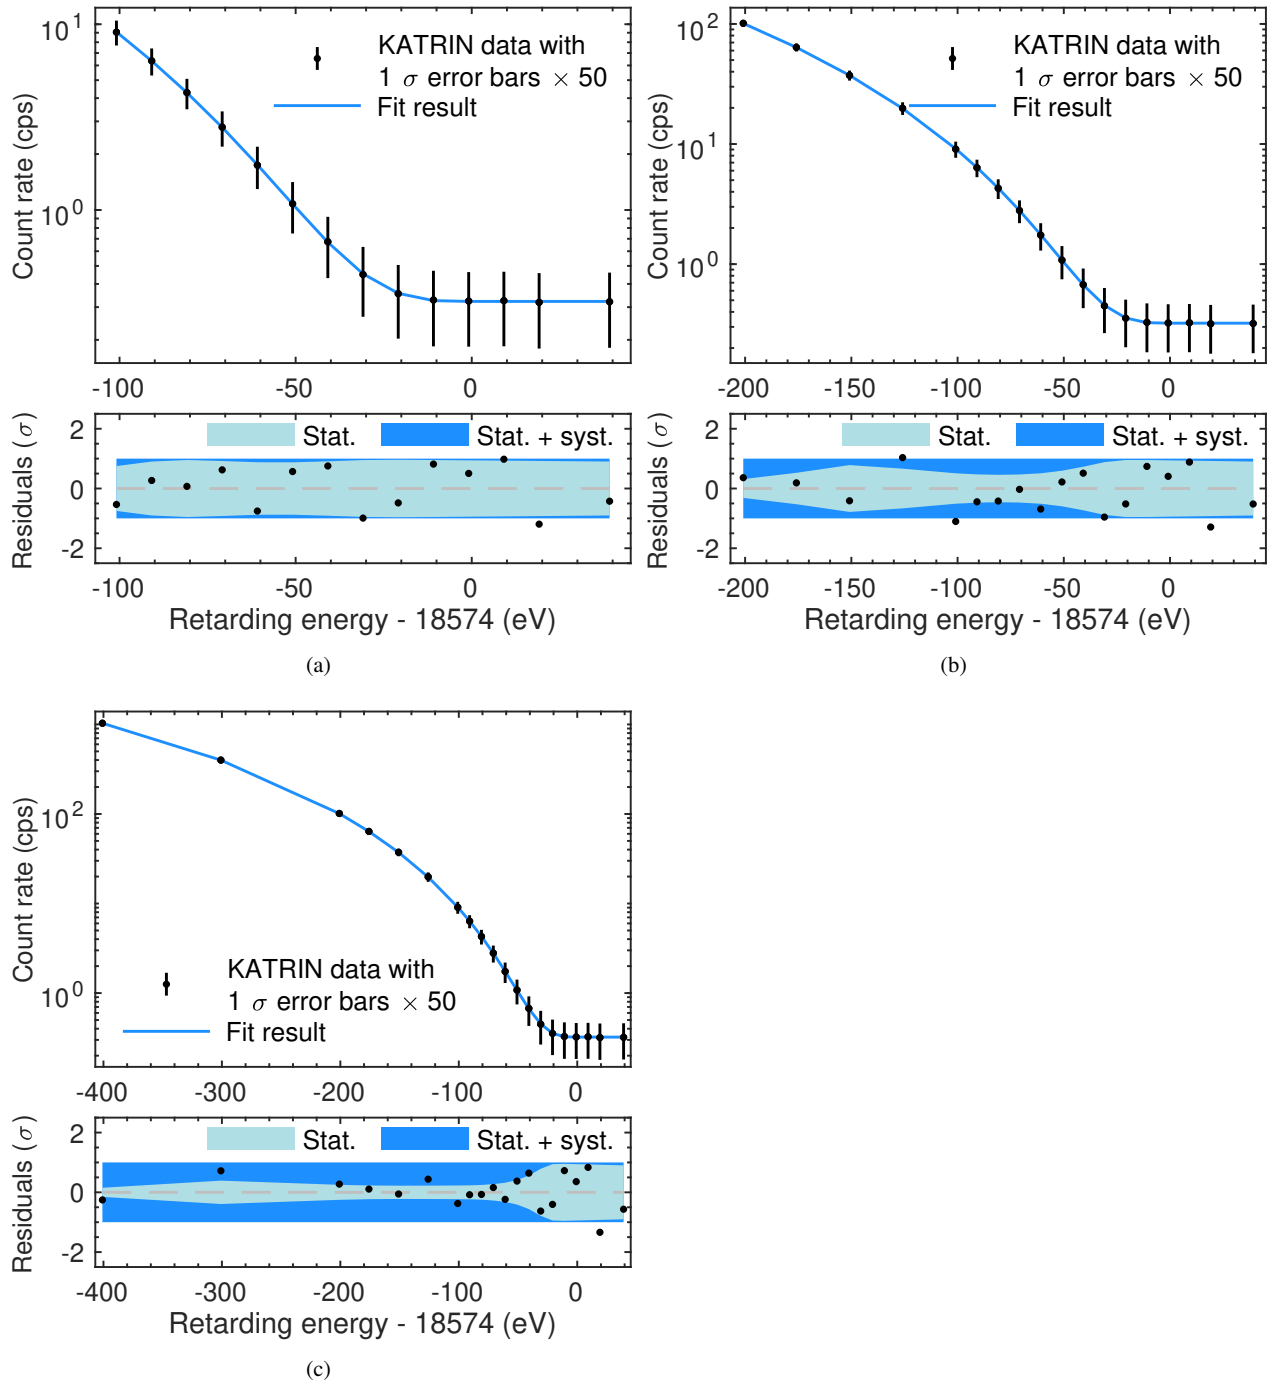 10^1
10^0
Count rate (cps)
KATRIN data with
1 σ error bars × 50
Fit result
-100 -50 0
Residuals (σ)
2
0
-2
Stat. Stat. + syst.
-100 -50 0
Retarding energy - 18574 (eV)
(a)
10^2
10^1
10^0
Count rate (cps)
KATRIN data with
1 σ error bars × 50
Fit result
-200 -150 -100 -50 0
Residuals (σ)
2
0
-2
Stat. Stat. + syst.
-200 -150 -100 -50 0
Retarding energy - 18574 (eV)
(b)
10^2
10^0
Count rate (cps)
KATRIN data with
1 σ error bars × 50
Fit result
-400 -300 -200 -100 0
Residuals (σ)
2
0
-2
Stat. Stat. + syst.
-400 -300 -200 -100 0
Retarding energy - 18574 (eV)
(c)